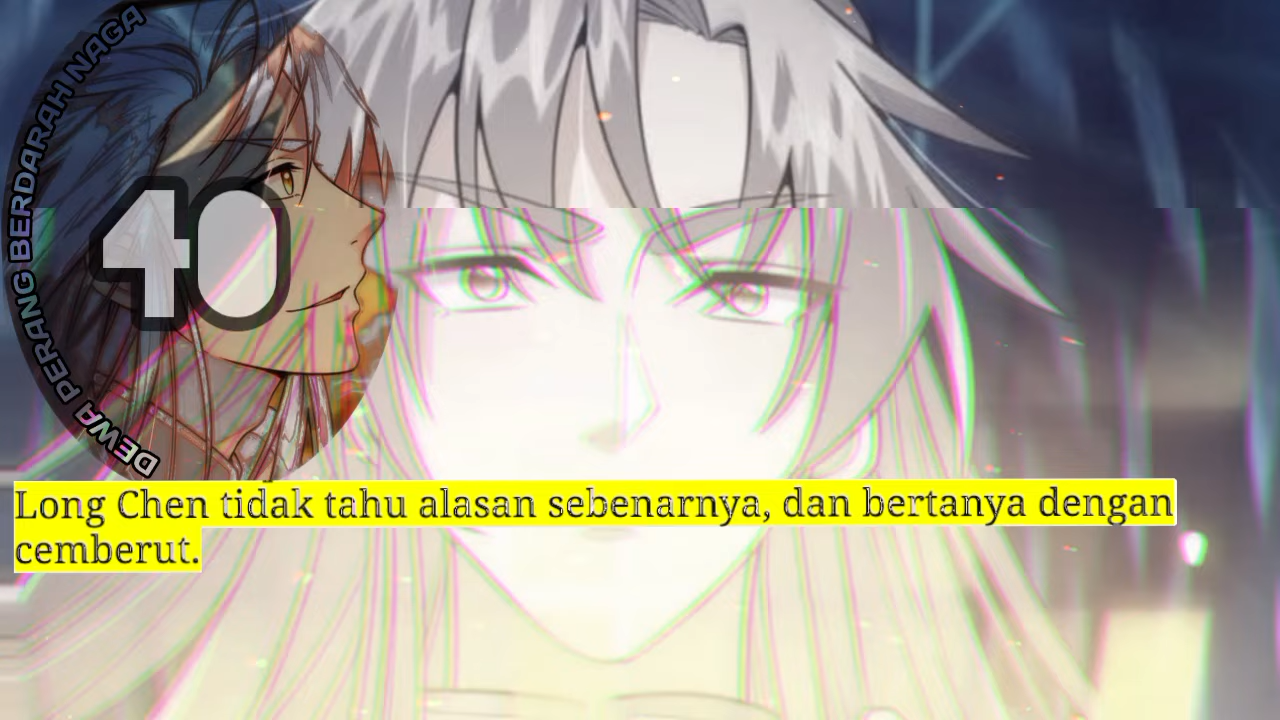 DEWA PERANG BERDARAH NAGA
40
Long Chen tidak tahu alasan sebenarnya, dan bertanya dengan
cemberut.